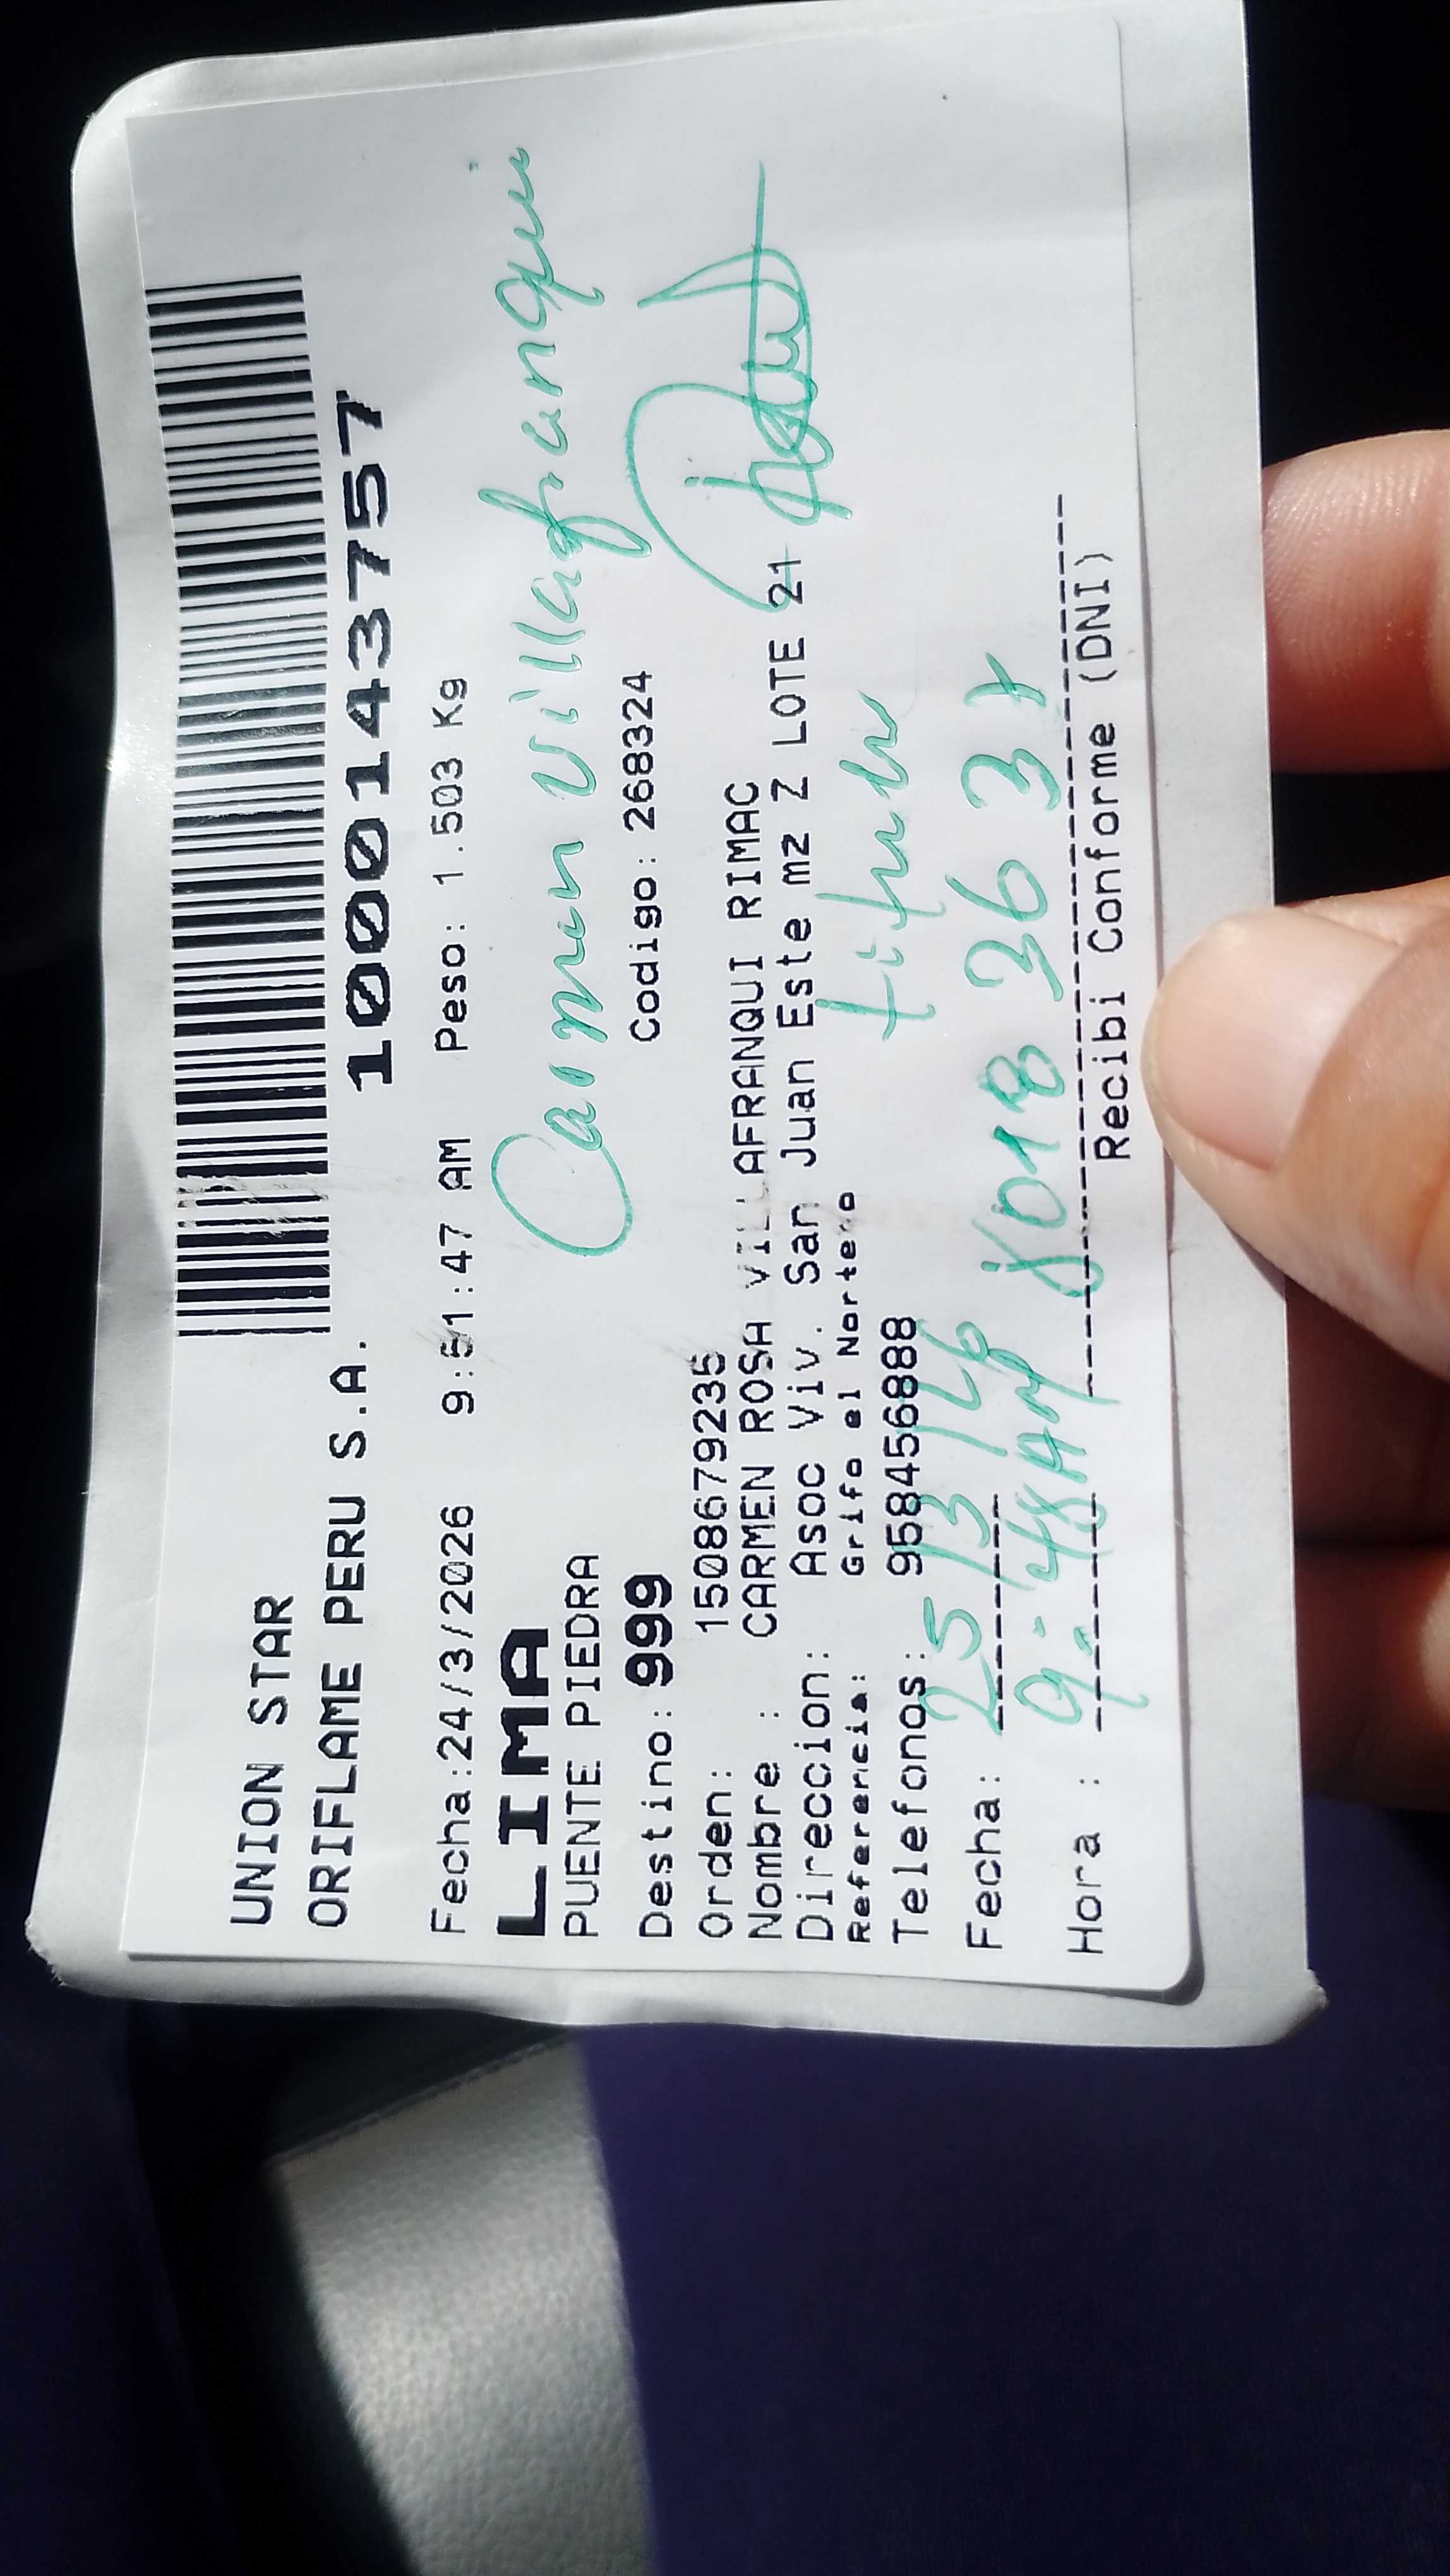 UNION STAR
ORIFLAME PERU S.A.
1000143757
Fecha:24/3/2026 9:51:47 AM Peso: 1.503 Kg
LIMA
PUENTE PIEDRA
Carmen Villafranqui
Destino: 999 Codigo: 268324
Orden: 1508679235
Nombre : CARMEN ROSA VILLAFRANQUI RIMAC
Direccion: Asoc Viv. San Juan Este mz Z LOTE 21
Referencia: Grifo el Norteño
titular
Telefonos: 958456888
Fecha: 25/3/26
Hora : 9:48AM
Recibi Conforme (DNI)